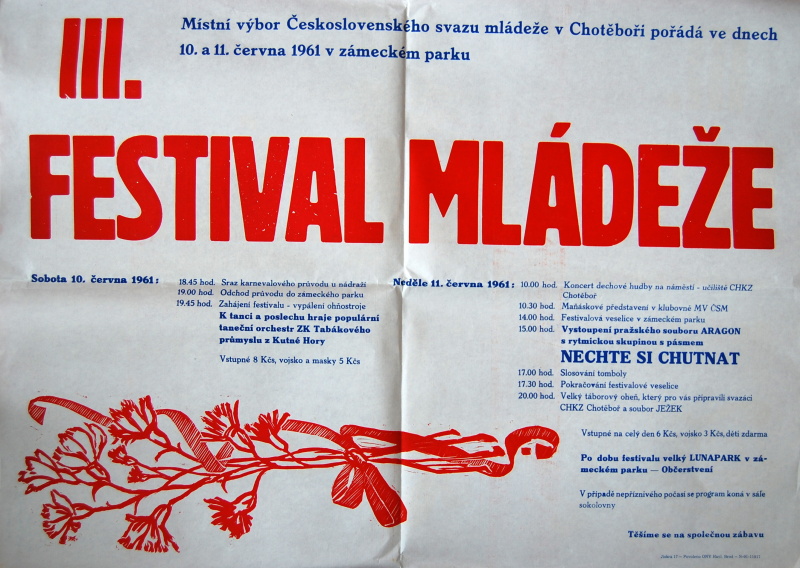 III.
Místní výbor Československého svazu mládeže v Chotěboři pořádá ve dnech
10. a 11. června 1961 v zámeckém parku
FESTIVAL MLÁDEŽE
Sobota 10. června 1961:
18.45 hod. Sraz karnevalového průvodu u nádraží
19.00 hod. Odchod průvodu do zámeckého parku
19.45 hod. Zahájení festivalu - vypálení ohňostroje
K tanci a poslechu hraje populární
taneční orchestr ZK Tabákového
průmyslu z Kutné Hory
Vstupné 8 Kčs, vojsko a masky 5 Kčs
Neděle 11. června 1961:
10.00 hod. Koncert dechové hudby na náměstí - učiliště CHKZ
Chotěboř
10.30 hod. Maňáskové představení v klubovně MV ČSM
14.00 hod. Festivalová veselice v zámeckém parku
15.00 hod. Vystoupení pražského souboru ARAGON
s rytmickou skupinou s pásmem
NECHTE SI CHUTNAT
17.00 hod. Slosování tomboly
17.30 hod. Pokračování festivalové veselice
20.00 hod. Velký táborový oheň, který pro vás připravili svazáci
CHKZ Chotěboř a soubor JEŽEK
Vstupné na celý den 6 Kčs, vojsko 3 Kčs, děti zdarma
Po dobu festivalu velký LUNAPARK v zá-
meckém parku — Občerstvení
V případě nepříznivého počasí se program koná v sále
sokolovny
Těšíme se na společnou zábavu